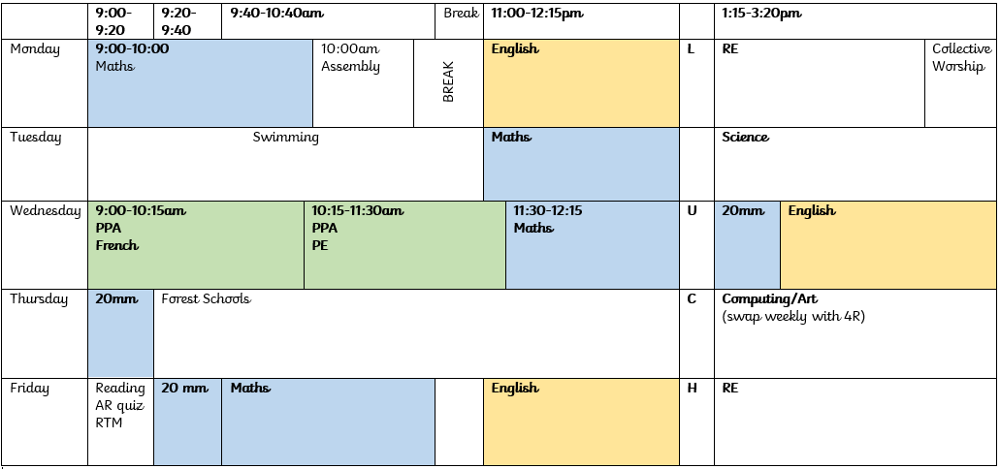 9:00-
9:20
9:20-
9:40
9:40-10:40am
Break
11:00-12:15pm
1:15-3:20pm
Monday
9:00-10:00
Maths
10:00am
Assembly
BREAK
English
L
RE
Collective
Worship
Tuesday
Swimming
Maths
Science
Wednesday
9:00-10:15am
PPA
French
10:15-11:30am
PPA
PE
11:30-12:15
Maths
U
20mm
English
Thursday
20mm
Forest Schools
C
Computing/Art
(swap weekly with 4R)
Friday
Reading
AR quiz
RTM
20 mm
Maths
English
H
RE